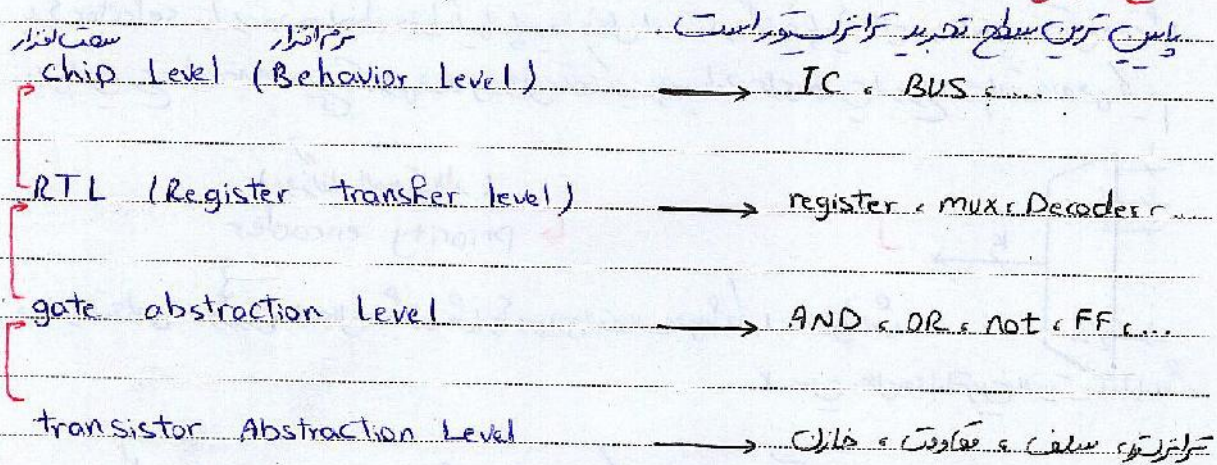 پایین ترین سطح تجرید ترانزیستور است.
سخت افزار نرم افزار
chip Level (Behavior Level) → IC ، BUS ، ...
RTL (Register transfer level) → register ، mux ، Decoder ، ...
gate abstraction Level → AND ، OR ، not ، FF ، ...
transistor Abstraction Level → ترانزیستور، سلف ، مقاومت ، خازن